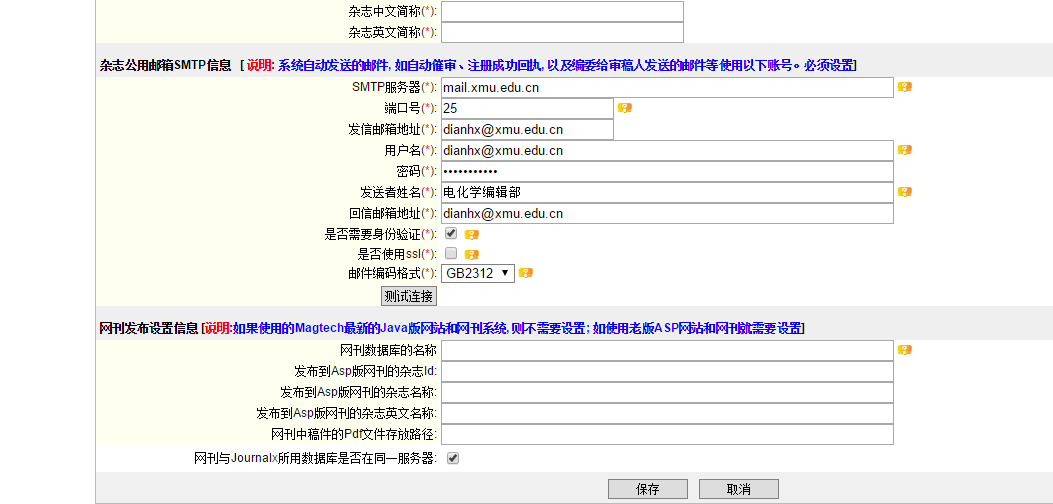 杂志中文简称(*):
杂志英文简称(*):
杂志公用邮箱SMTP信息 [ 说明: 系统自动发送的邮件, 如自动催审、注册成功回执, 以及编委给审稿人发送的邮件等使用以下账号。必须设置]
SMTP服务器(*): mail.xmu.edu.cn
端口号(*): 25
发信邮箱地址(*): dianhx@xmu.edu.cn
用户名(*): dianhx@xmu.edu.cn
密码(*): •••••••••••
发送者姓名(*): 电化学编辑部
回信邮箱地址(*): dianhx@xmu.edu.cn
是否需要身份验证(*):
是否使用ssl(*):
邮件编码格式(*): GB2312
测试连接
网刊发布设置信息 [说明:如果使用的Magtech最新的Java版网站和网刊系统, 则不需要设置; 如使用老版ASP网站和网刊就需要设置]
网刊数据库的名称
发布到Asp版网刊的杂志Id:
发布到Asp版网刊的杂志名称:
发布到Asp版网刊的杂志英文名称:
网刊中稿件的Pdf文件存放路径:
网刊与Journalx所用数据库是否在同一服务器:
保存 取消